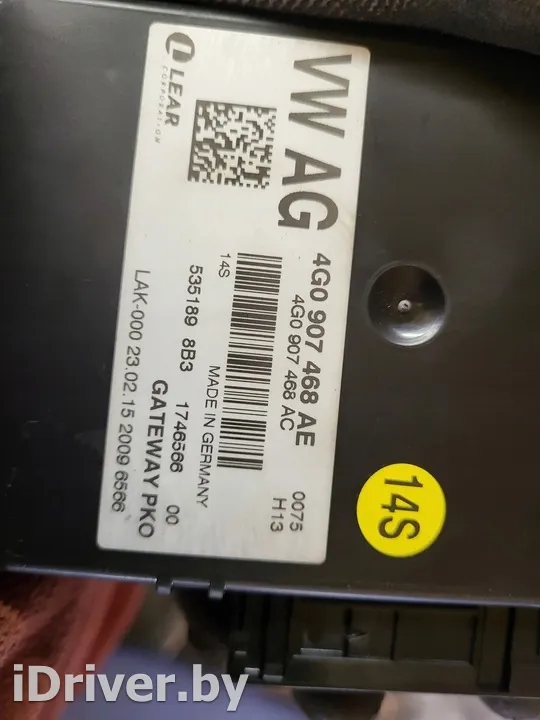 VW AG
4G0 907 468 AE 0075
4G0 907 468 AC H13
14S
MADE IN GERMANY
535189 8B3 1746566 00
GATEWAY PKO
LAK-000 23.02.15 2009 6566
LEAR
CORPORATION
14S
iDriver.by